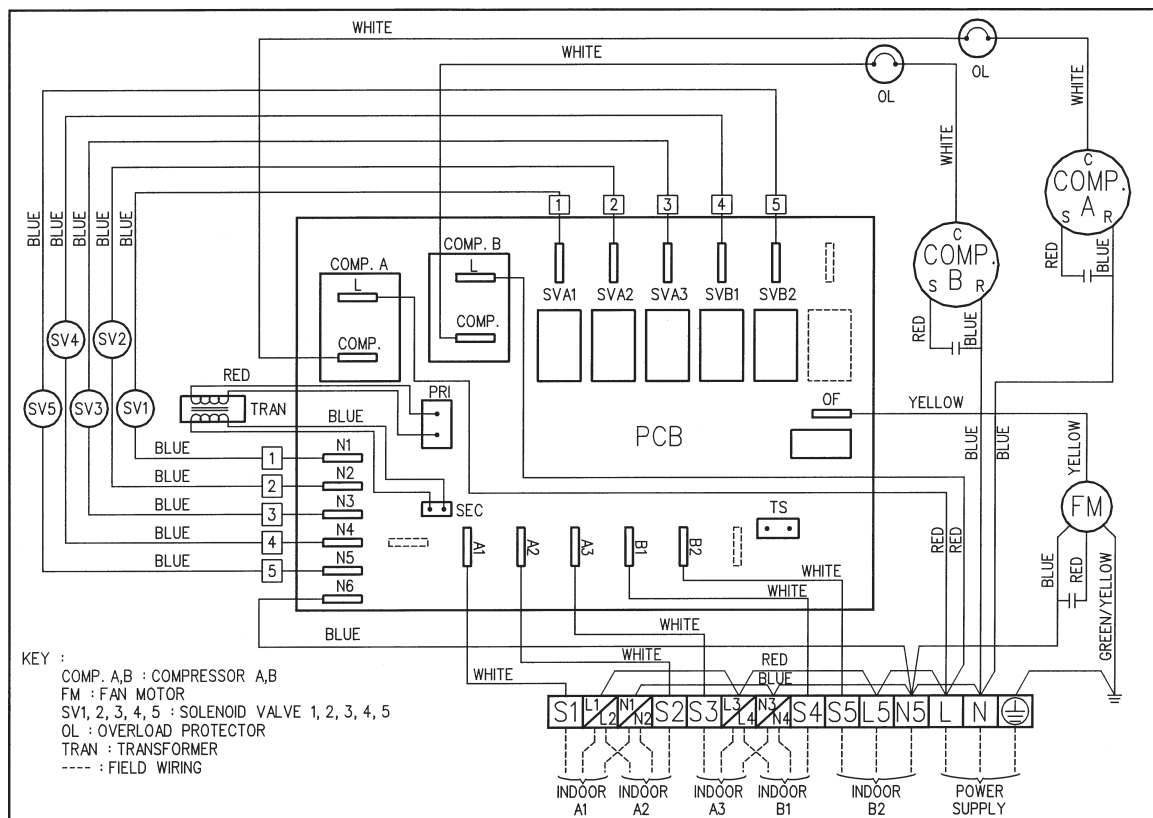 WHITE
OL
WHITE
OL
WHITE
WHITE
C
COMP.
A
S R
RED
BLUE
C
COMP.
B
S R
RED
BLUE
BLUE
BLUE
BLUE
BLUE
BLUE
1 2 3 4 5
COMP. A
L
COMP.
COMP. B
L
COMP.
SVA1 SVA2 SVA3 SVB1 SVB2
SV4 SV2
SV5 SV3 SV1
RED
TRAN
BLUE
PRI
PCB
OF
YELLOW
YELLOW
BLUE
BLUE
FM
BLUE 1 N1
BLUE 2 N2
BLUE 3 N3
BLUE 4 N4
BLUE 5 N5
N6
SEC
TS
A1 A2 A3 B1 B2
RED
RED
BLUE
RED
GREEN/YELLOW
WHITE
WHITE
WHITE
WHITE
WHITE
BLUE
RED
BLUE
KEY :
COMP. A,B : COMPRESSOR A,B
FM : FAN MOTOR
SV1, 2, 3, 4, 5 : SOLENOID VALVE 1, 2, 3, 4, 5
OL : OVERLOAD PROTECTOR
TRAN : TRANSFORMER
---- : FIELD WIRING
S1 L1 L2 N1 N2 S2 S3 L3 L4 N3 N4 S4 S5 L5 N5 L N
INDOOR A1
INDOOR A2
INDOOR A3
INDOOR B1
INDOOR B2
POWER SUPPLY